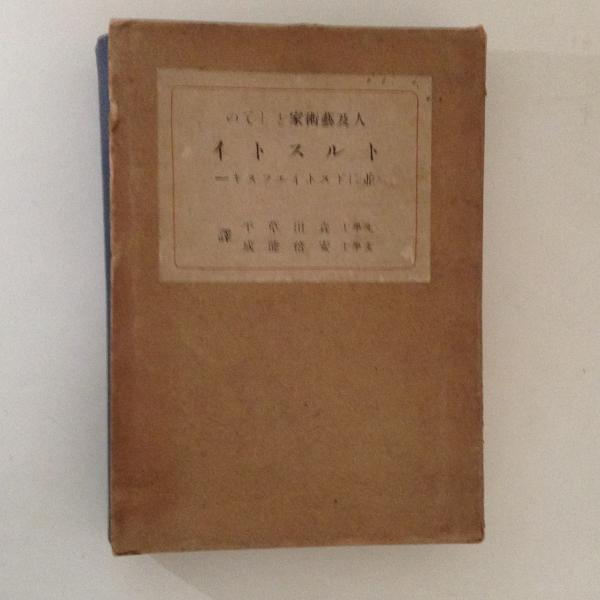 人及藝術家としての
トルストイ
並にドストイエフスキー
文學士 森田草平
文學士 安倍能成
譯